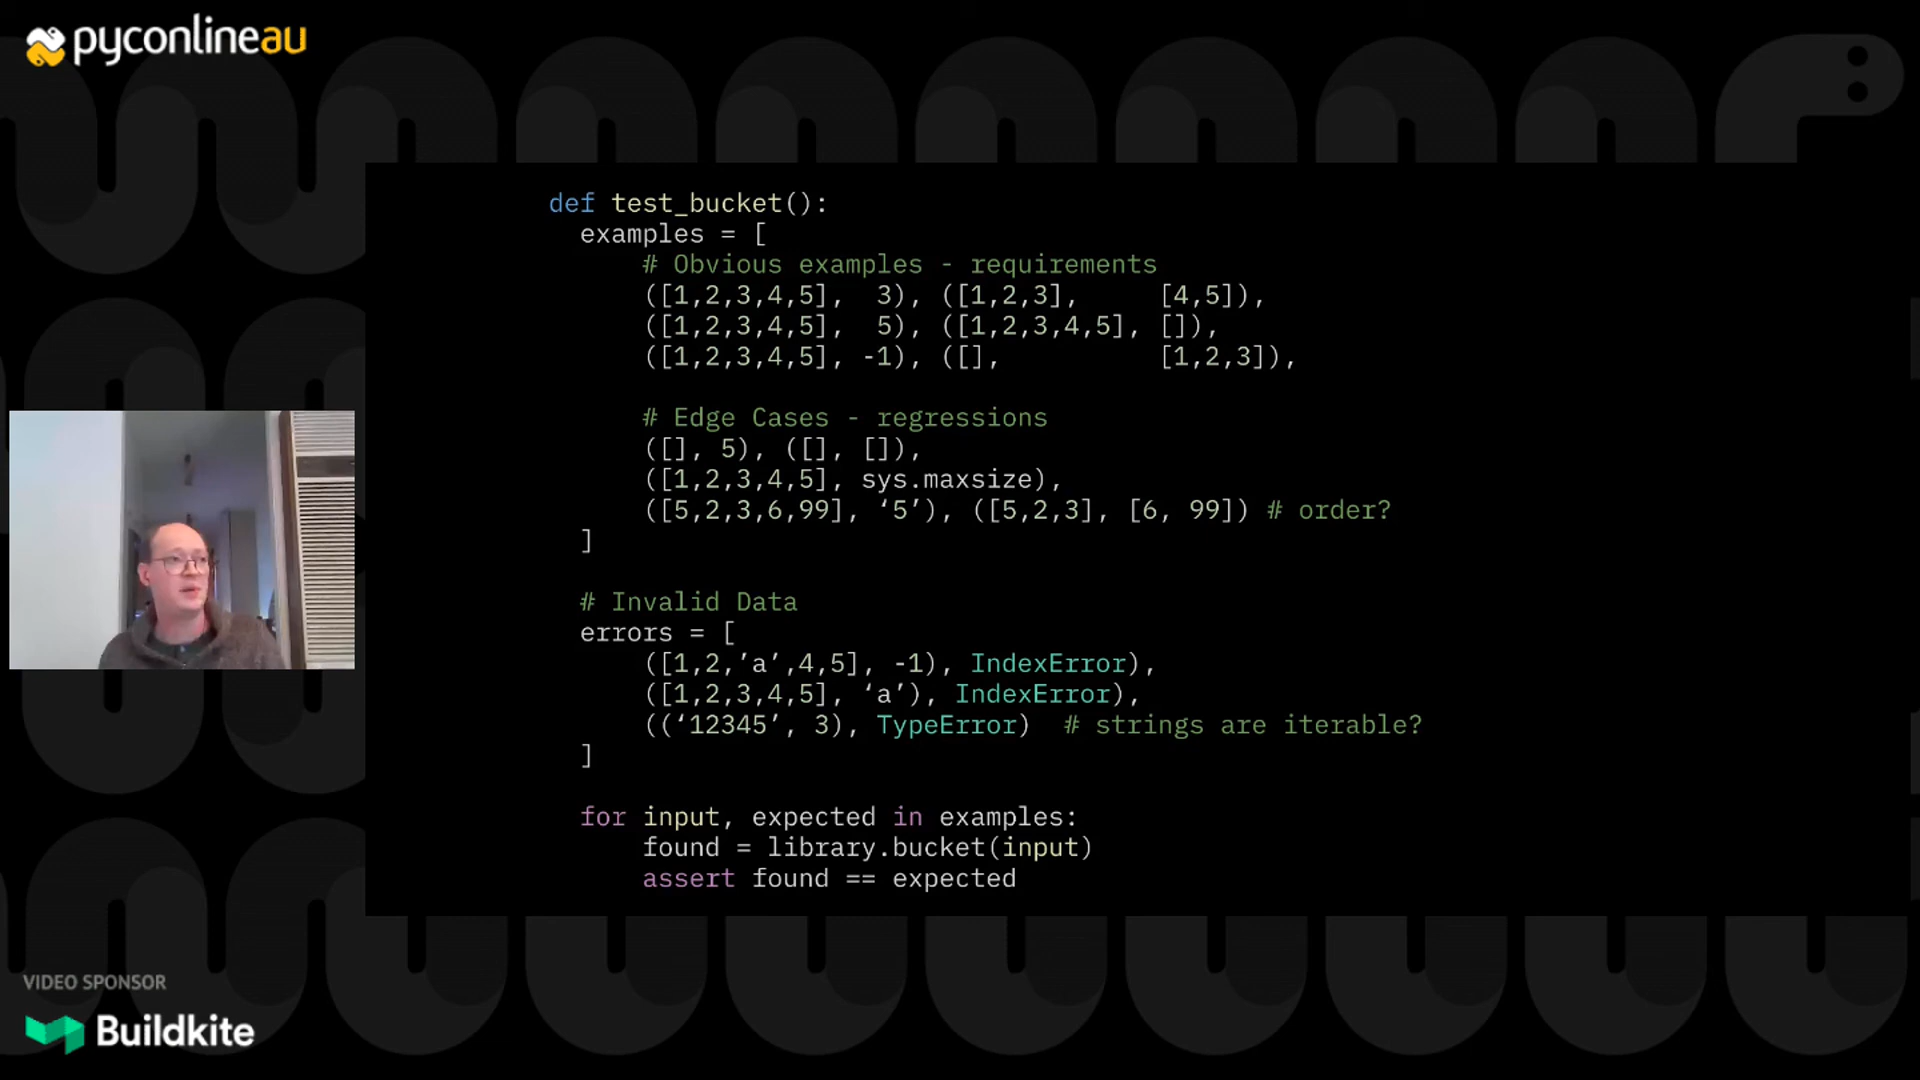 pyconlineau
def test_bucket():
examples = [
# Obvious examples - requirements
([1,2,3,4,5],  3), ([1,2,3],     [4,5]),
([1,2,3,4,5],  5), ([1,2,3,4,5], []),
([1,2,3,4,5], -1), ([],          [1,2,3]),
# Edge Cases - regressions
([], 5), ([], []),
([1,2,3,4,5], sys.maxsize),
([5,2,3,6,99], ‘5’), ([5,2,3], [6, 99]) # order?
]
# Invalid Data
errors = [
([1,2,’a’,4,5], -1), IndexError),
([1,2,3,4,5], ‘a’), IndexError),
((‘12345’, 3), TypeError)  # strings are iterable?
]
for input, expected in examples:
found = library.bucket(input)
assert found == expected
VIDEO SPONSOR
Buildkite